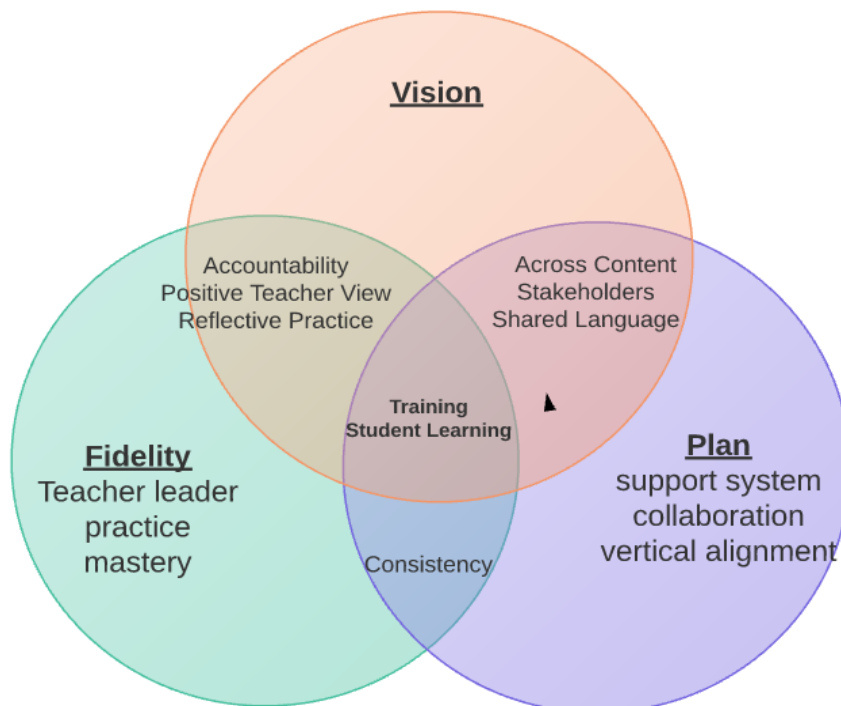 Vision
Accountability
Positive Teacher View
Reflective Practice
Across Content
Stakeholders
Shared Language
Training
Student Learning
Fidelity
Teacher leader
practice
mastery
Plan
support system
collaboration
vertical alignment
Consistency